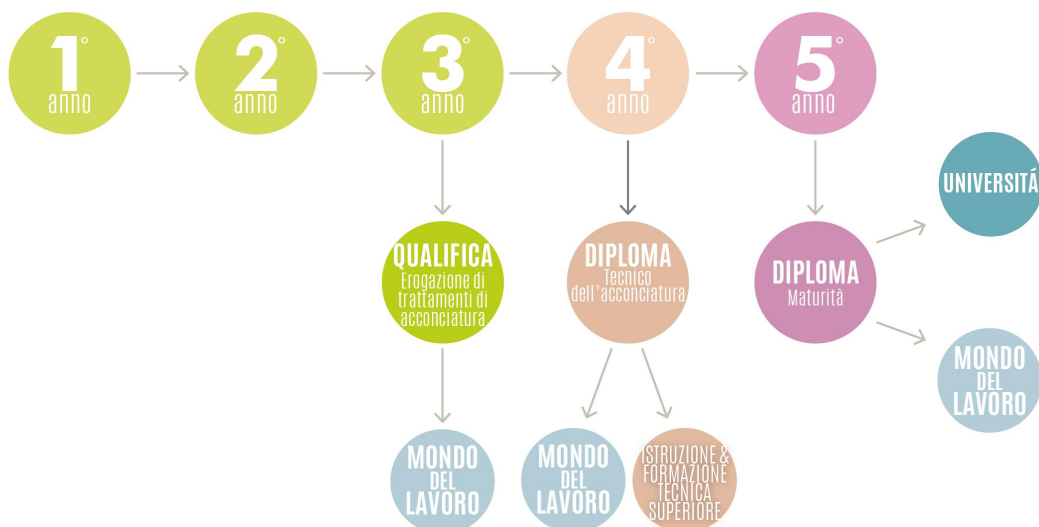 1°
anno
2°
anno
3°
anno
4°
anno
5°
anno
UNIVERSITÁ
QUALIFICA
Erogazione di
trattamenti di
acconciatura
DIPLOMA
Tecnico
dell'acconciatura
DIPLOMA
Maturità
MONDO
DEL
LAVORO
MONDO
DEL
LAVORO
MONDO
DEL
LAVORO
ISTRUZIONE &
FORMAZIONE
TECNICA
SUPERIORE